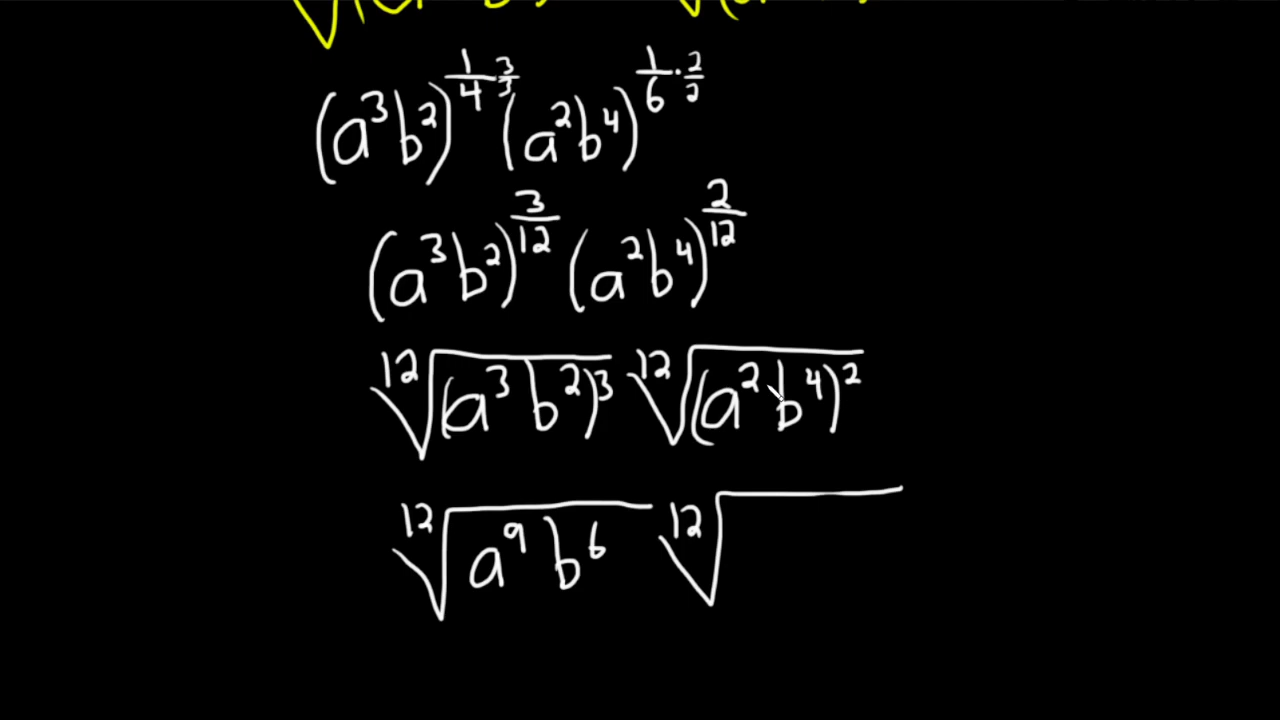 (a³b²)^(1/4 · 3/3) (a²b⁴)^(1/6 · 2/2)
(a³b²)^(3/12) (a²b⁴)^(2/12)
¹²√(a³b²)³ ¹²√(a²b⁴)²
¹²√a⁹b⁶ ¹²√